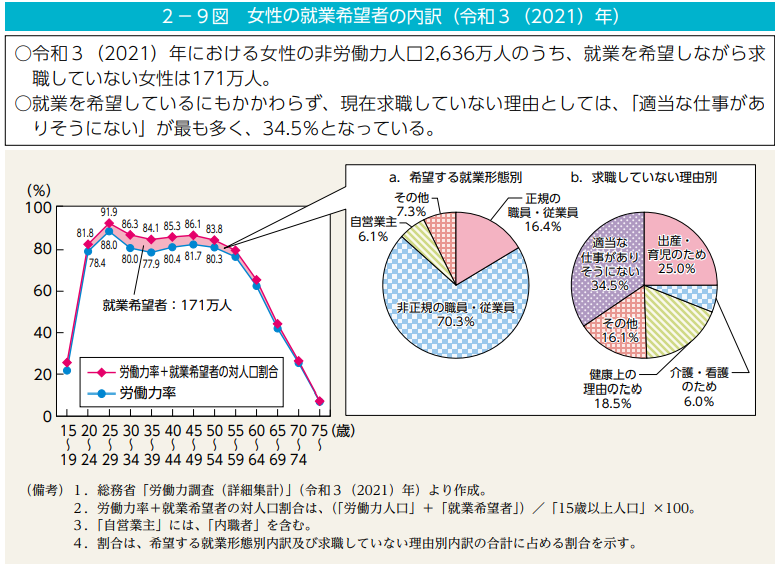 ２－９図　女性の就業希望者の内訳（令和３（2021）年）
○令和３（2021）年における女性の非労働力人口2,636万人のうち、就業を希望しながら求
職していない女性は171万人。
○就業を希望しているにもかかわらず、現在求職していない理由としては、「適当な仕事があ
りそうにない」が最も多く、34.5％となっている。
(％)
100
80
60
40
20
0
81.8
91.9
86.3
84.1
85.3
86.1
83.8
78.4
88.0
80.0
77.9
80.4
81.7
80.3
就業希望者：171万人
労働力率＋就業希望者の対人口割合
労働力率
15～19
20～24
25～29
30～34
35～39
40～44
45～49
50～54
55～59
60～64
65～69
70～74
75～
(歳)
a．希望する就業形態別
正規の
職員・従業員
16.4％
非正規の職員・従業員
70.3％
自営業主
6.1％
その他
7.3％
b．求職していない理由別
出産・
育児のため
25.0％
介護・看護
のため
6.0％
健康上の
理由のため
18.5％
その他
16.1％
適当な
仕事があり
そうにない
34.5％
（備考）１．総務省「労働力調査（詳細集計）」（令和３（2021）年）より作成。
２．労働力率＋就業希望者の対人口割合は、（「労働力人口」＋「就業希望者」）／「15歳以上人口」×100。
３．「自営業主」には、「内職者」を含む。
４．割合は、希望する就業形態別内訳及び求職していない理由別内訳の合計に占める割合を示す。